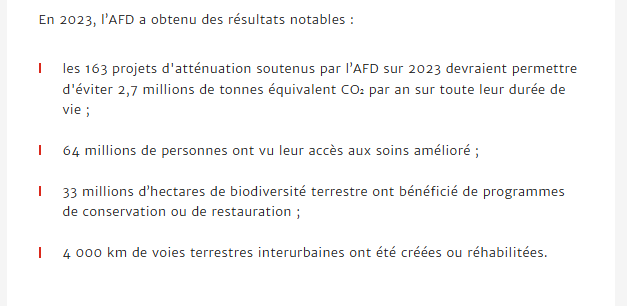 En 2023, l’AFD a obtenu des résultats notables :
les 163 projets d'atténuation soutenus par l’AFD sur 2023 devraient permettre
d'éviter 2,7 millions de tonnes équivalent CO₂ par an sur toute leur durée de
vie ;
64 millions de personnes ont vu leur accès aux soins amélioré ;
33 millions d’hectares de biodiversité terrestre ont bénéficié de programmes
de conservation ou de restauration ;
4 000 km de voies terrestres interurbaines ont été créées ou réhabilitées.